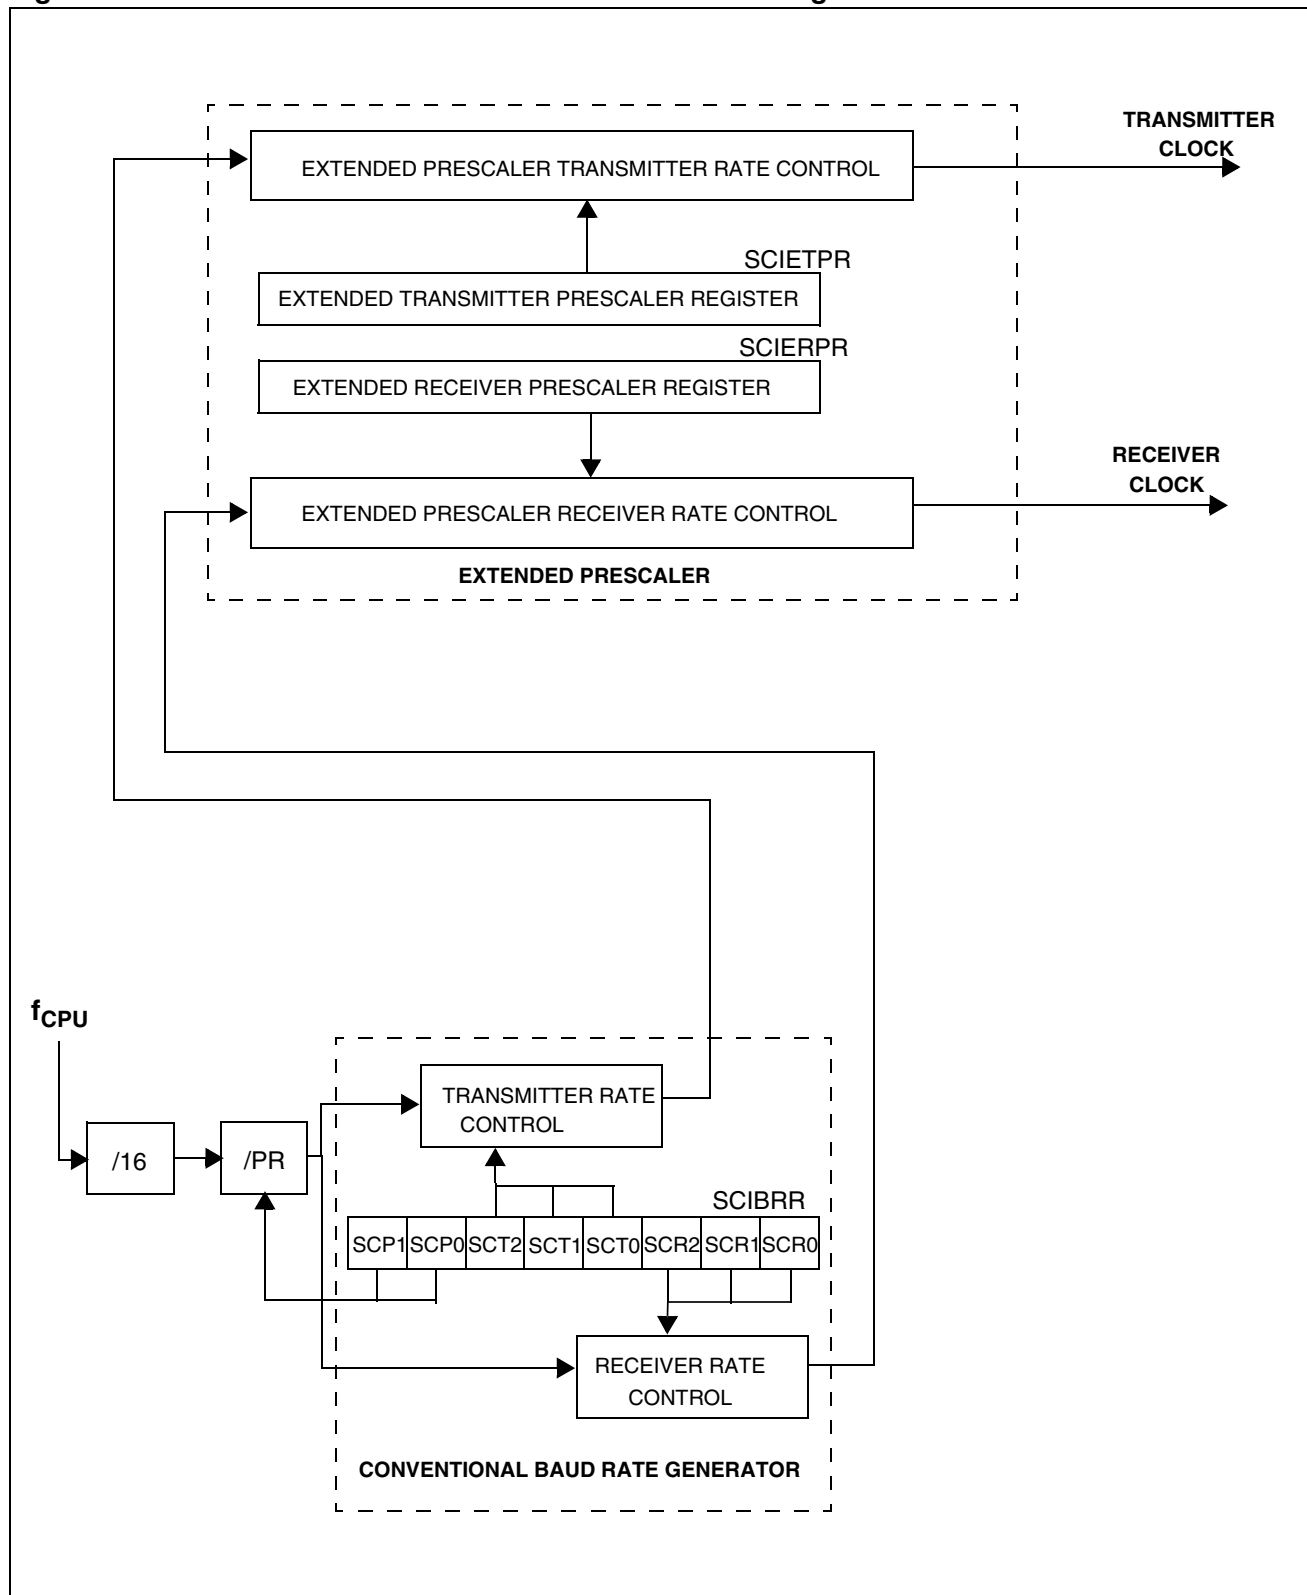 TRANSMITTER
CLOCK
EXTENDED PRESCALER TRANSMITTER RATE CONTROL
SCIETPR
EXTENDED TRANSMITTER PRESCALER REGISTER
SCIERPR
EXTENDED RECEIVER PRESCALER REGISTER
RECEIVER
CLOCK
EXTENDED PRESCALER RECEIVER RATE CONTROL
EXTENDED PRESCALER
fCPU
TRANSMITTER RATE
CONTROL
/16
/PR
SCIBRR
SCP1 SCP0 SCT2 SCT1 SCT0 SCR2 SCR1 SCR0
RECEIVER RATE
CONTROL
CONVENTIONAL BAUD RATE GENERATOR